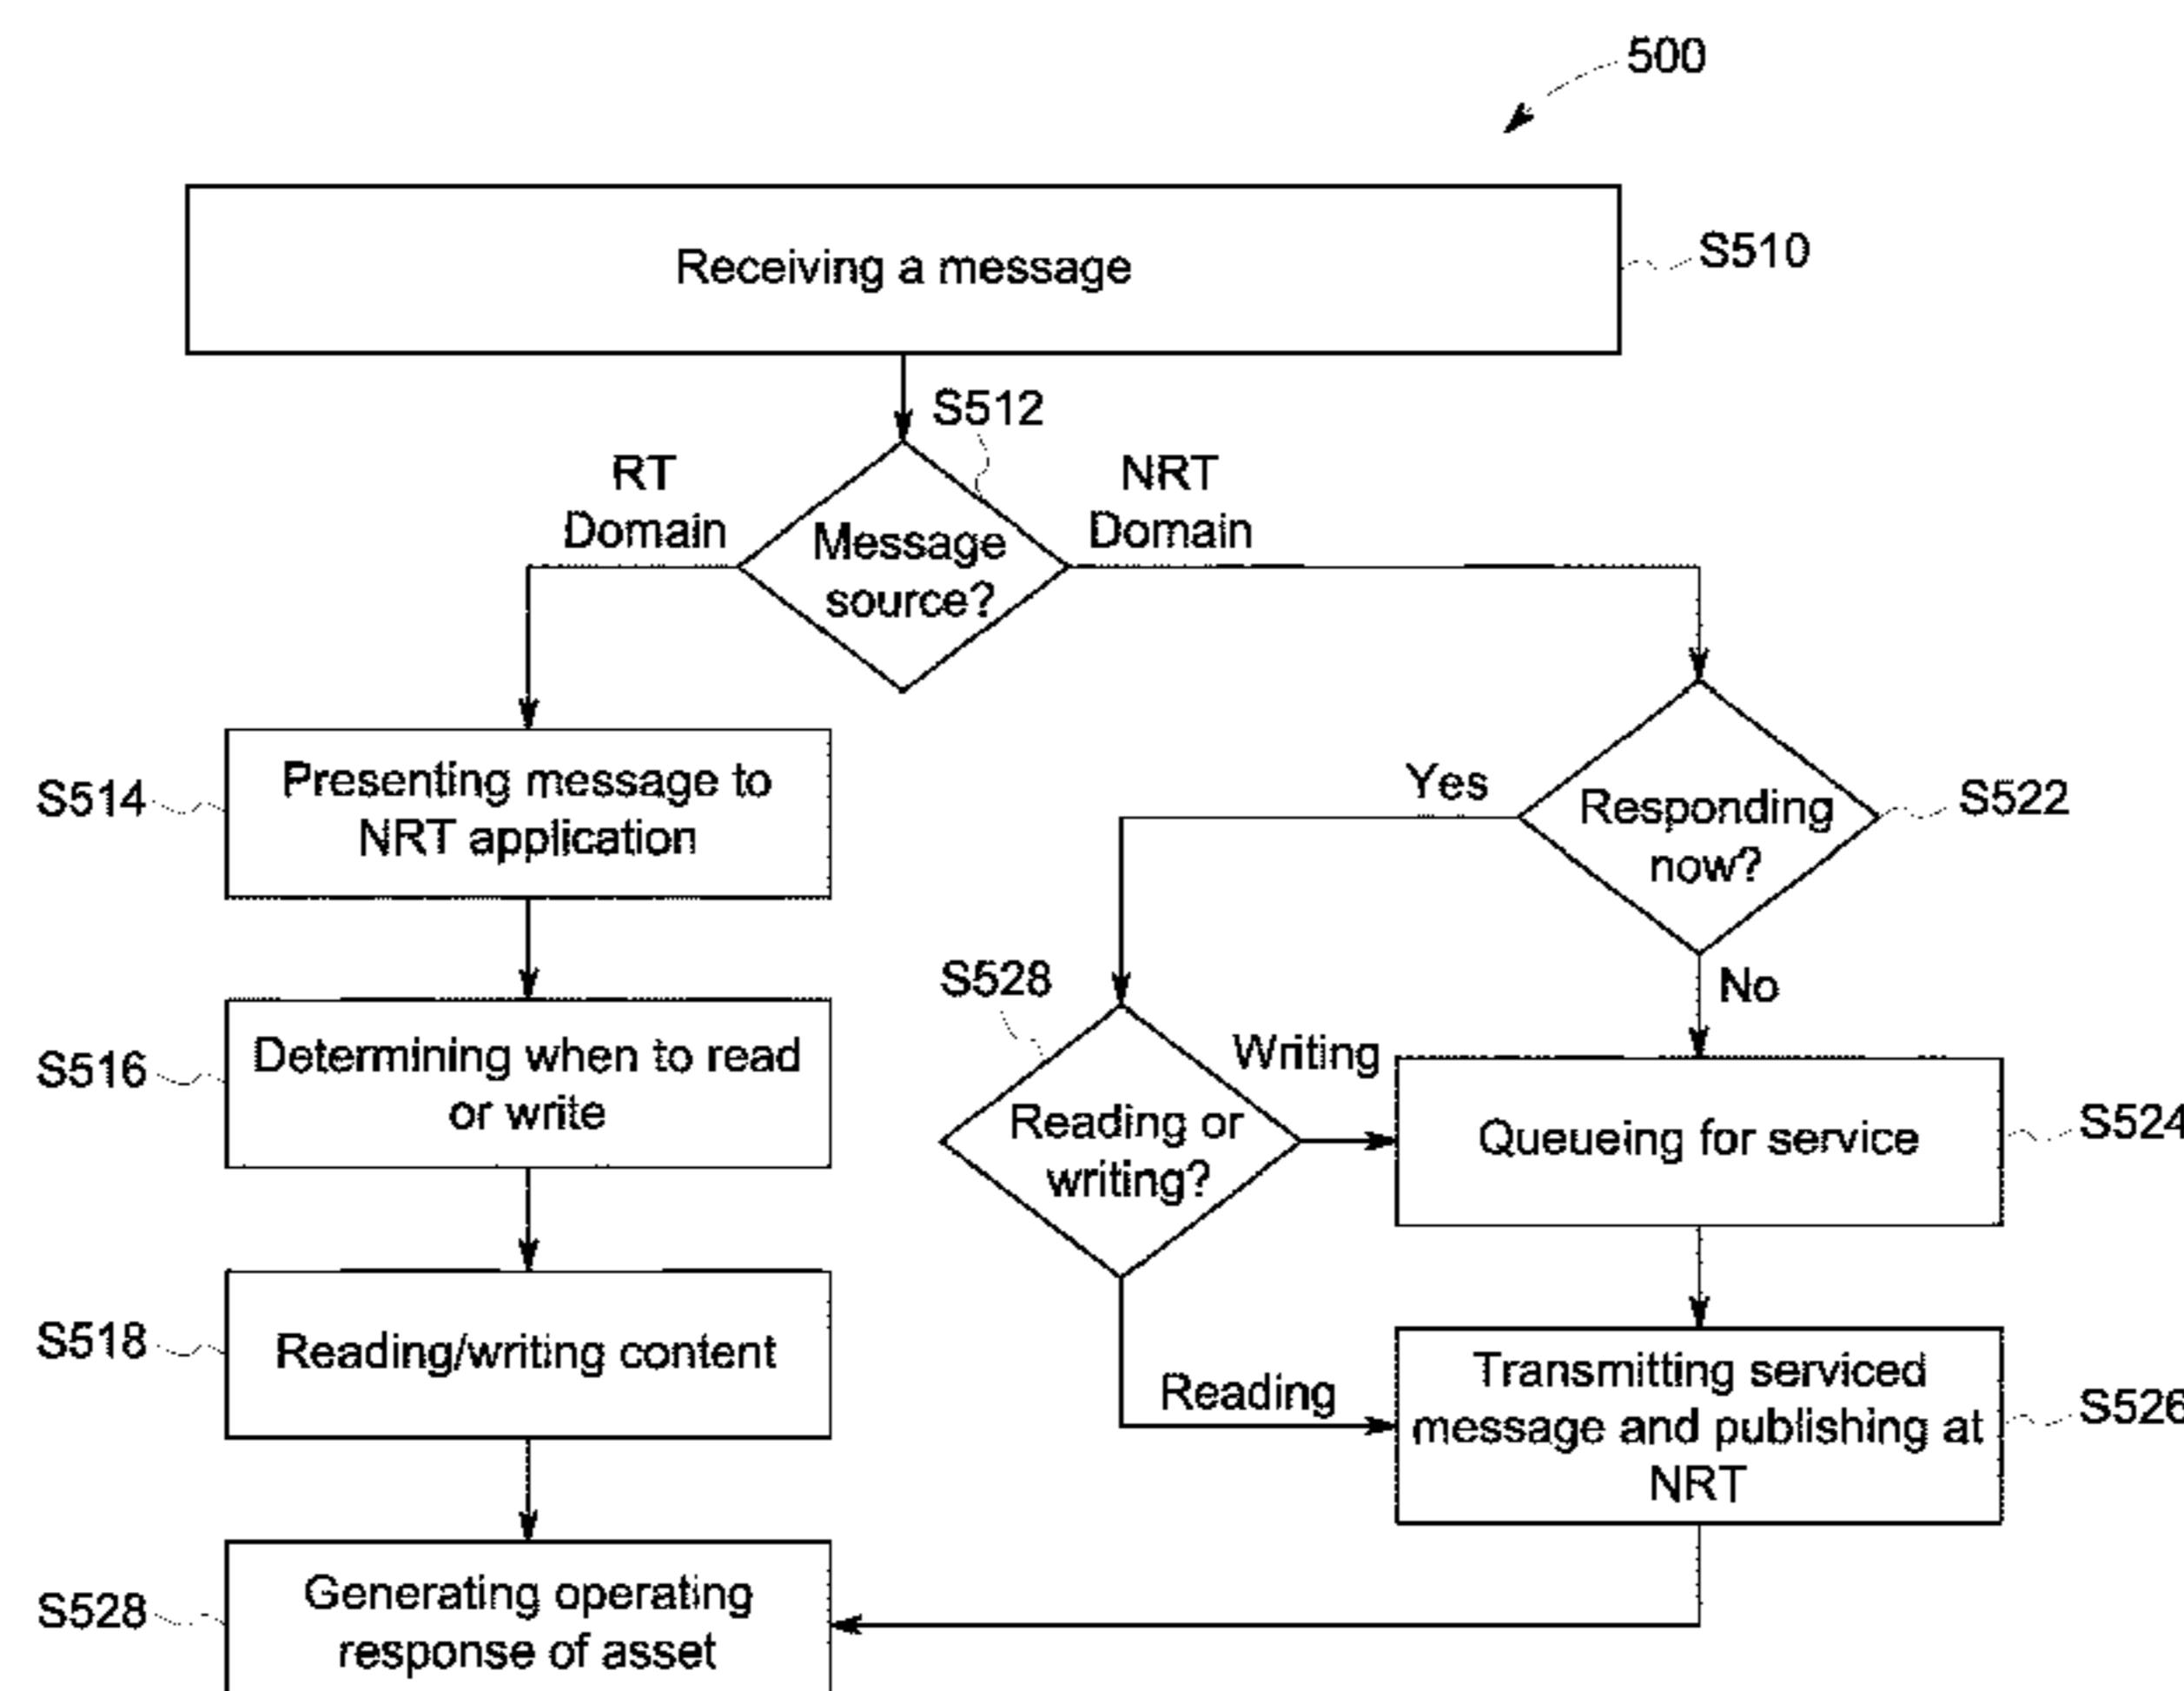 500
Receiving a message
S510
S512
RT
Domain
NRT
Domain
Message
source?
S514
Presenting message to
NRT application
Yes
Responding
now?
S522
No
S516
Determining when to read
or write
S528
Writing
Reading or
writing?
Queueing for service
S524
S518
Reading/writing content
Reading
Transmitting serviced
message and publishing at
NRT
S526
S528
Generating operating
response of asset